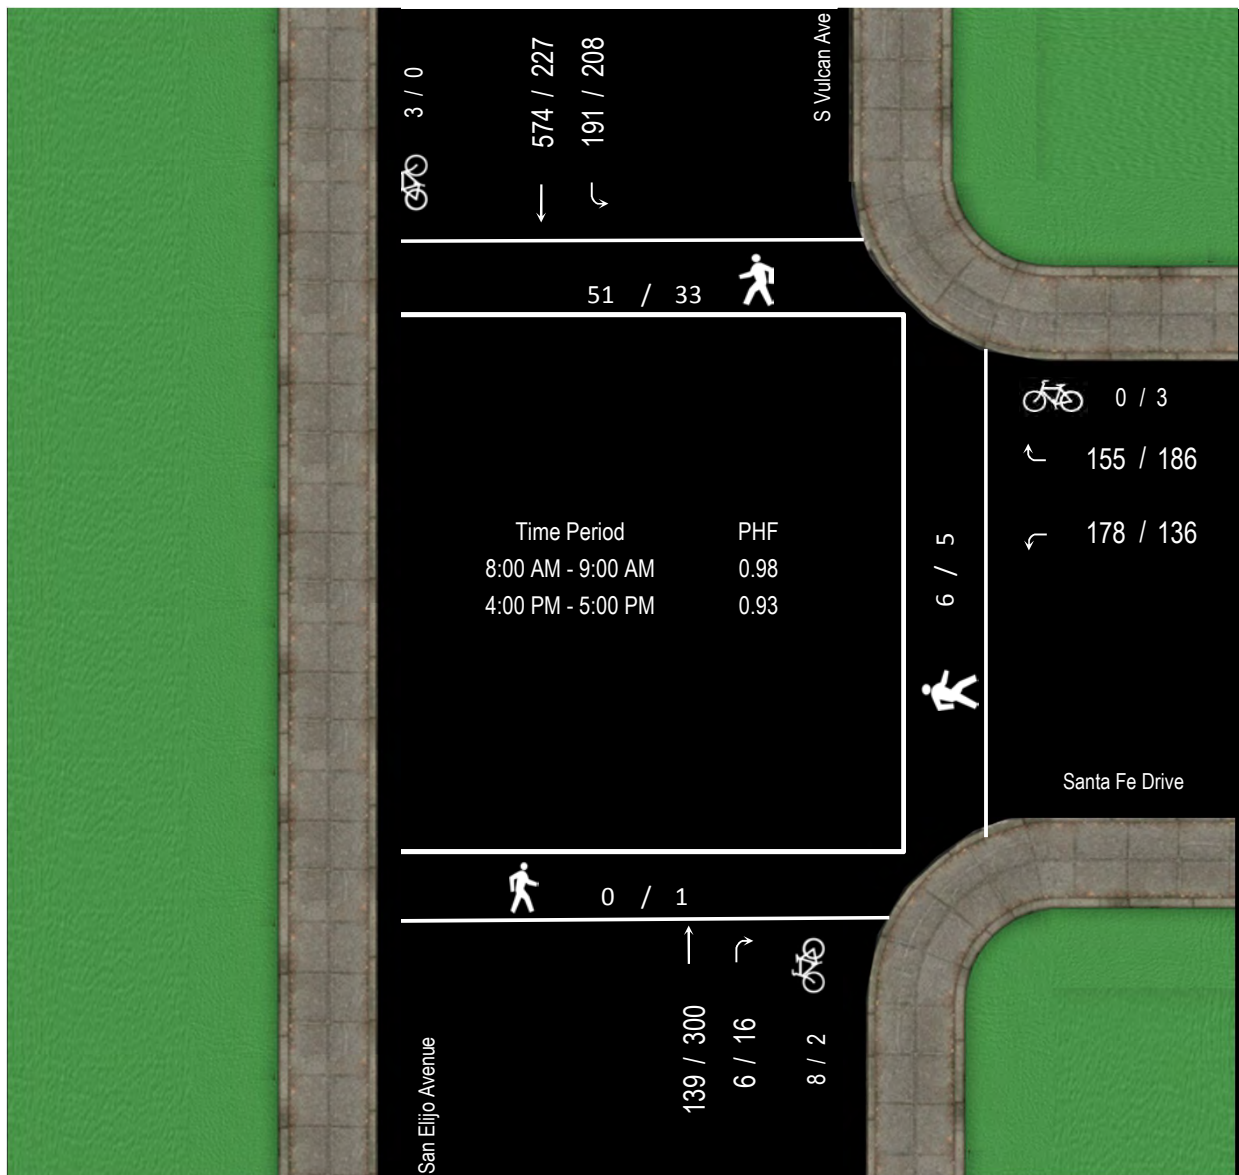 3 / 0
574 / 227
191 / 208
S Vulcan Ave
51 / 33
0 / 3
155 / 186
178 / 136
Time Period PHF
8:00 AM - 9:00 AM 0.98
4:00 PM - 5:00 PM 0.93
6 / 5
Santa Fe Drive
0 / 1
San Elijo Avenue
139 / 300
6 / 16
8 / 2